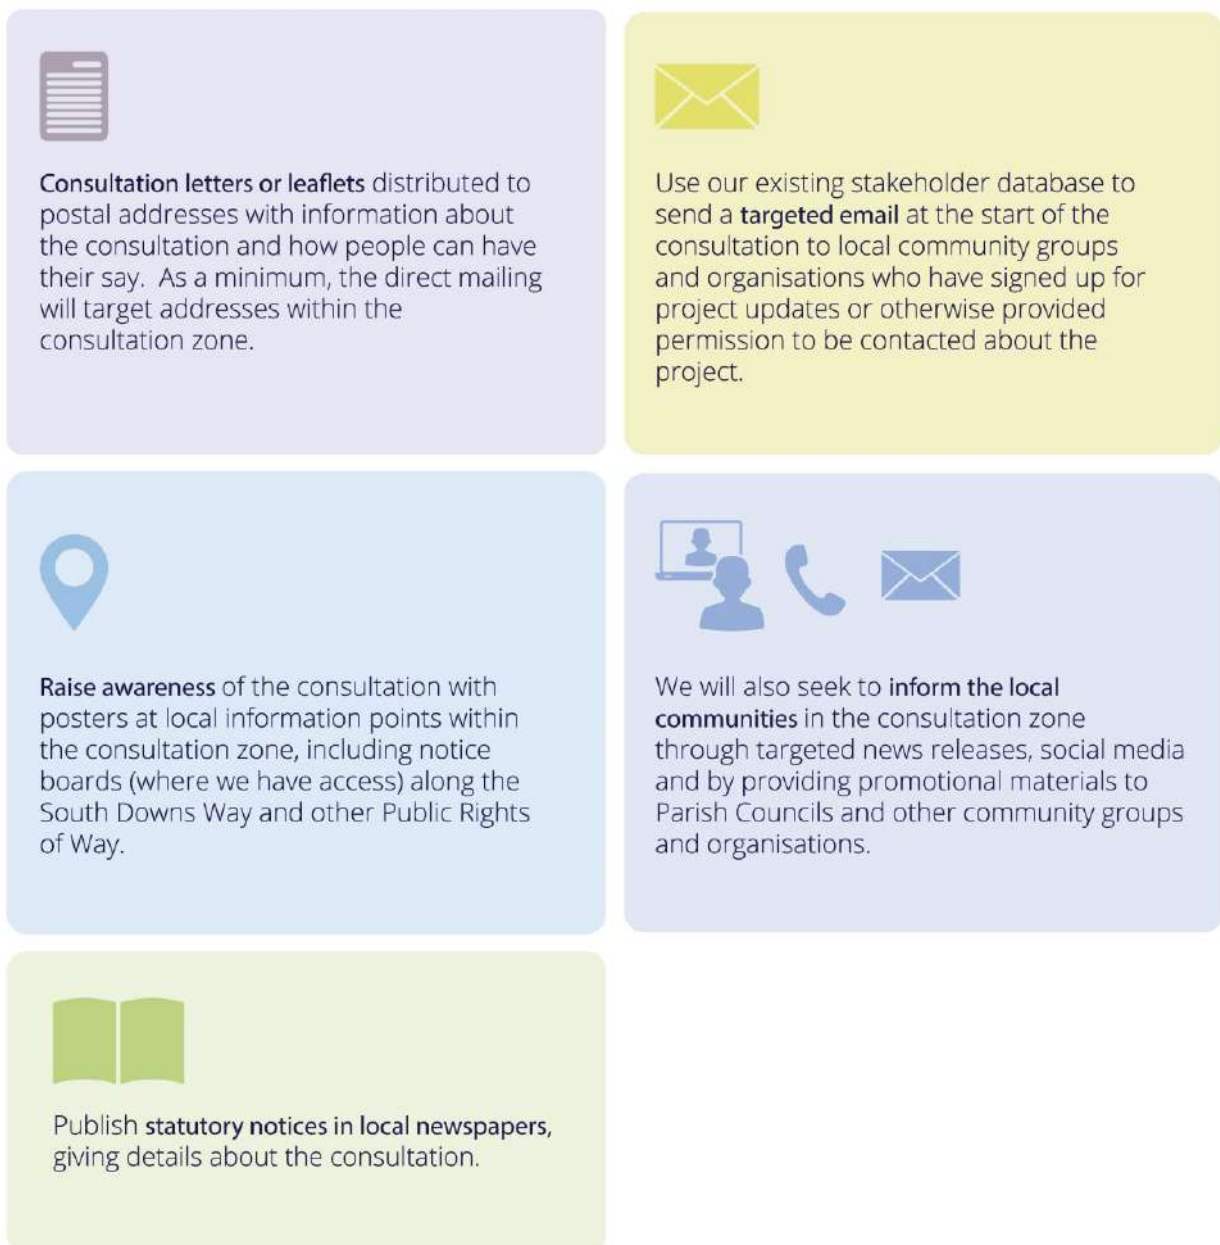 Consultation letters or leaflets distributed to
postal addresses with information about
the consultation and how people can have
their say.  As a minimum, the direct mailing
will target addresses within the
consultation zone.
Use our existing stakeholder database to
send a targeted email at the start of the
consultation to local community groups
and organisations who have signed up for
project updates or otherwise provided
permission to be contacted about the
project.
Raise awareness of the consultation with
posters at local information points within
the consultation zone, including notice
boards (where we have access) along the
South Downs Way and other Public Rights
of Way.
We will also seek to inform the local
communities in the consultation zone
through targeted news releases, social media
and by providing promotional materials to
Parish Councils and other community groups
and organisations.
Publish statutory notices in local newspapers,
giving details about the consultation.